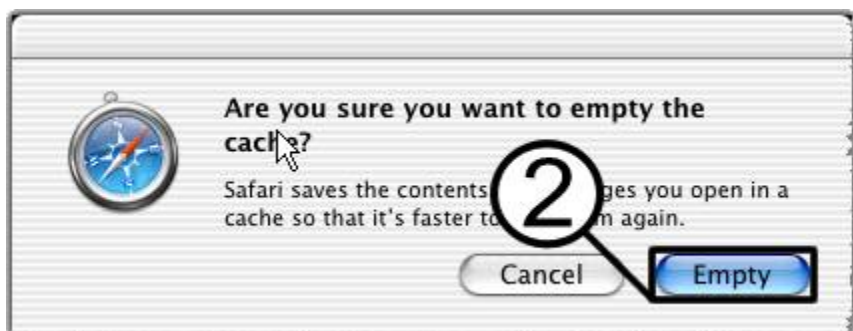 Are you sure you want to empty the
cache?
Safari saves the contents ges you open in a
cache so that it's faster to m again.
2
Cancel Empty